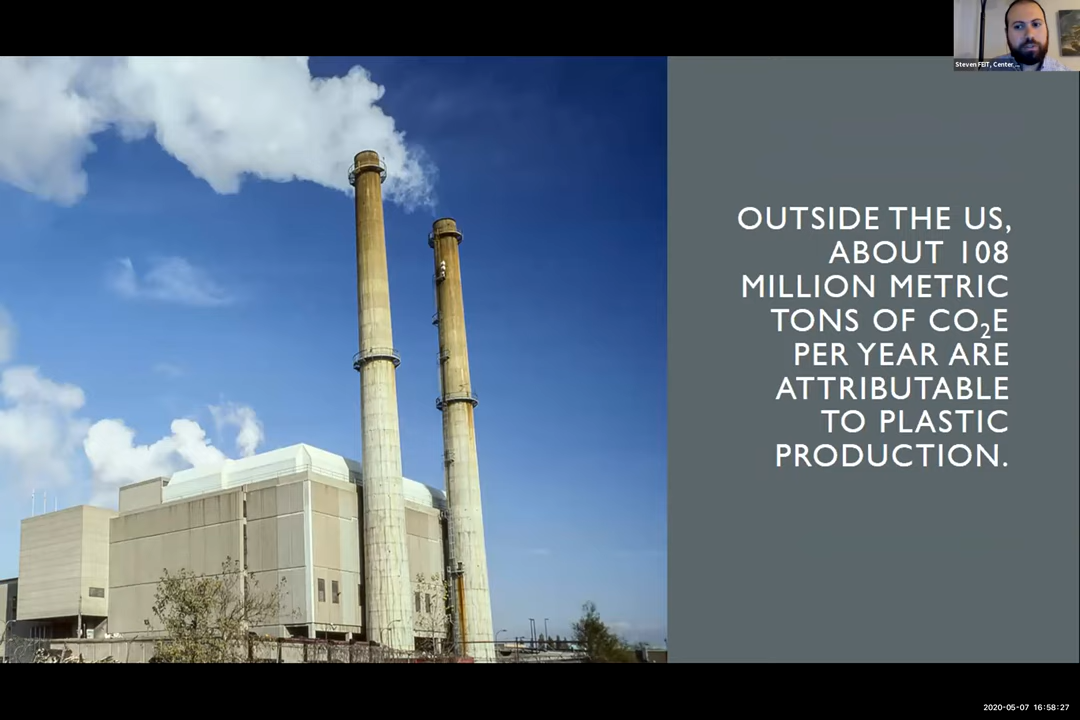 Steven FEIT, Center...
OUTSIDE THE US,
ABOUT 108
MILLION METRIC
TONS OF CO₂E
PER YEAR ARE
ATTRIBUTABLE
TO PLASTIC
PRODUCTION.
2020-05-07 16:58:27